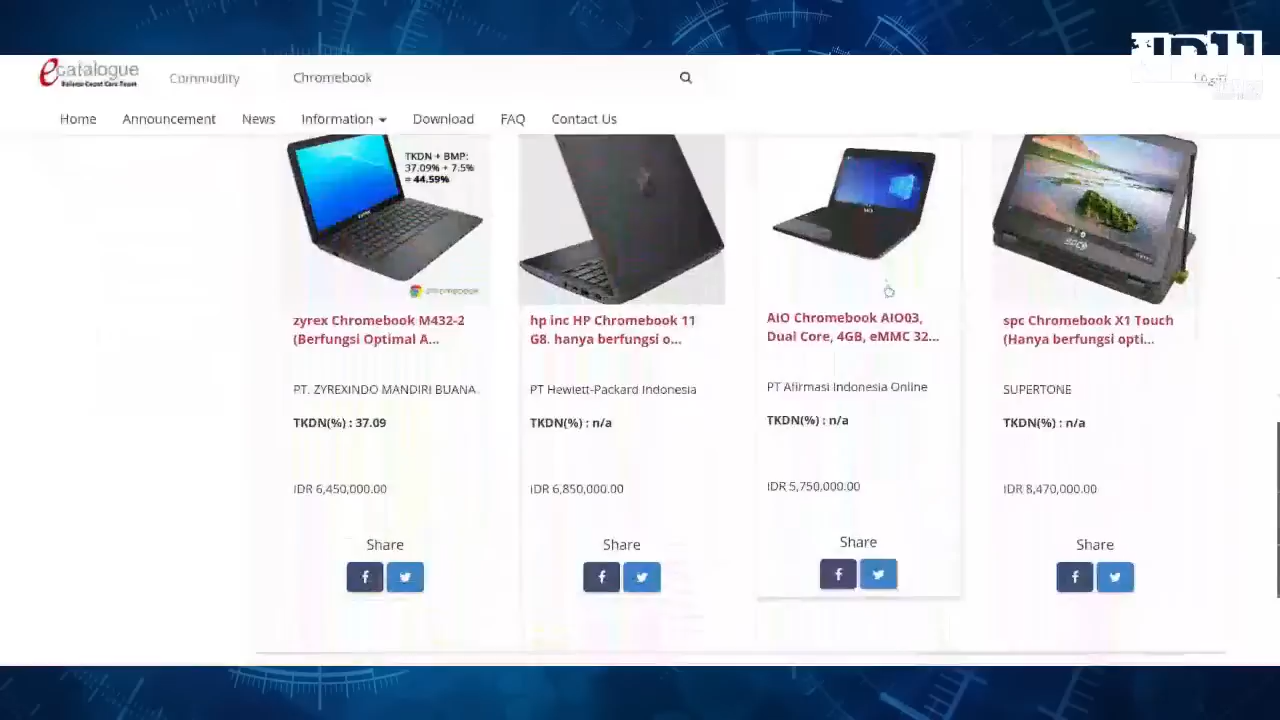 e-catalogue
Commodity
Chromebook
Home
Announcement
News
Information
Download
FAQ
Contact Us
TKDN + BMP:
37.09% + 7.5%
= 44.59%
chromebook
zyrex Chromebook M432-2
(Berfungsi Optimal A...
PT. ZYREXINDO MANDIRI BUANA
TKDN(%) : 37.09
IDR 6,450,000.00
Share
hp inc HP Chromebook 11
G8. hanya berfungsi o...
PT Hewlett-Packard Indonesia
TKDN(%) : n/a
IDR 6,850,000.00
Share
AiO Chromebook AIO03,
Dual Core, 4GB, eMMC 32...
PT Afirmasi Indonesia Online
TKDN(%) : n/a
IDR 5,750,000.00
Share
spc
spc Chromebook X1 Touch
(Hanya berfungsi opti...
SUPERTONE
TKDN(%) : n/a
IDR 8,470,000.00
Share